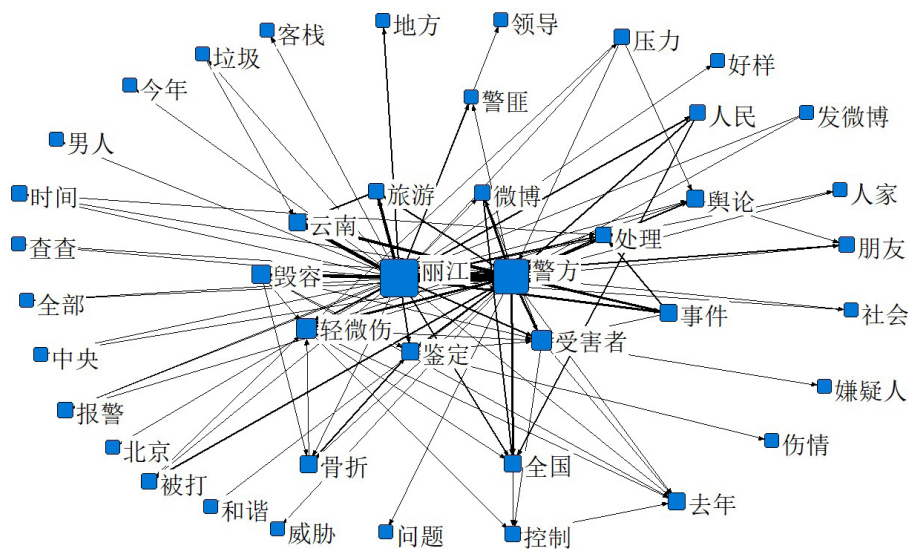 地方
领导
客栈
压力
垃圾
好样
今年
警匪
人民
发微博
男人
时间
旅游
微博
舆论
人家
云南
处理
查查
朋友
毁容
丽江
警方
全部
社会
事件
轻微伤
受害者
中央
鉴定
嫌疑人
报警
北京
伤情
骨折
全国
被打
去年
和谐
威胁
问题
控制